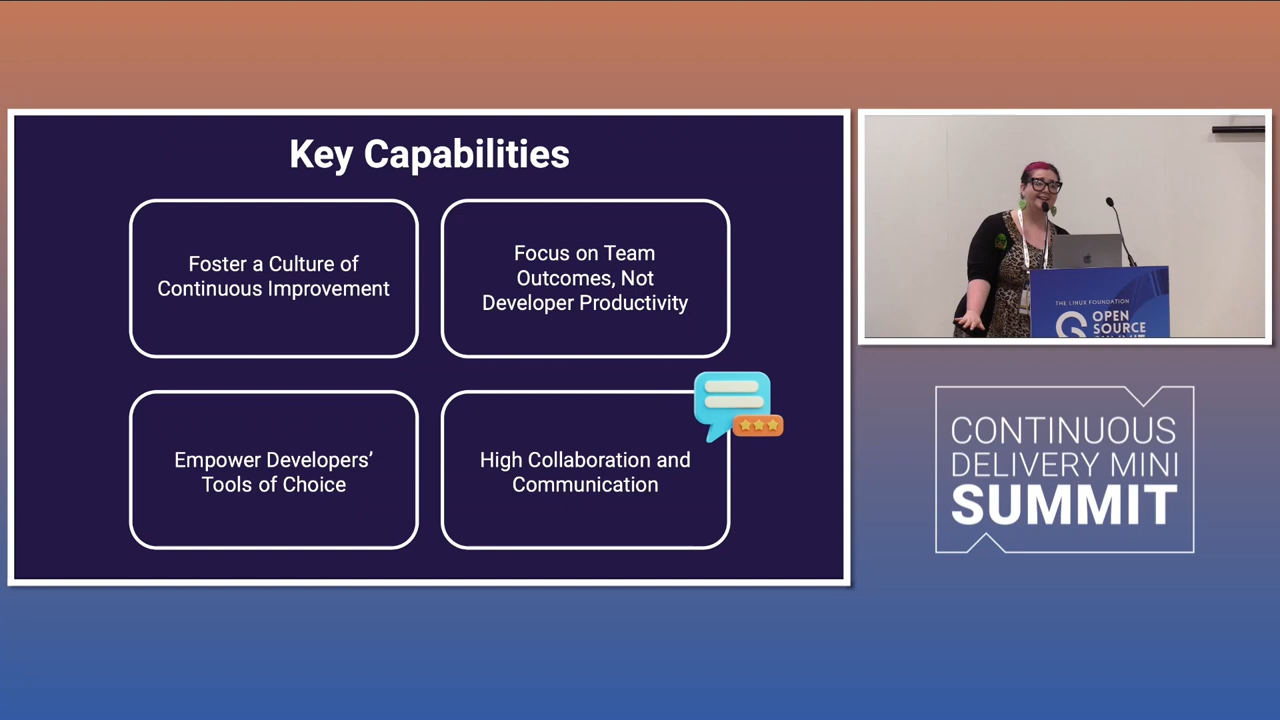 Key Capabilities
Foster a Culture of
Continuous Improvement
Focus on Team
Outcomes, Not
Developer Productivity
Empower Developers’
Tools of Choice
High Collaboration and
Communication
THE LINUX FOUNDATION
OPEN
SOURCE
SUMMIT
CONTINUOUS
DELIVERY MINI
SUMMIT